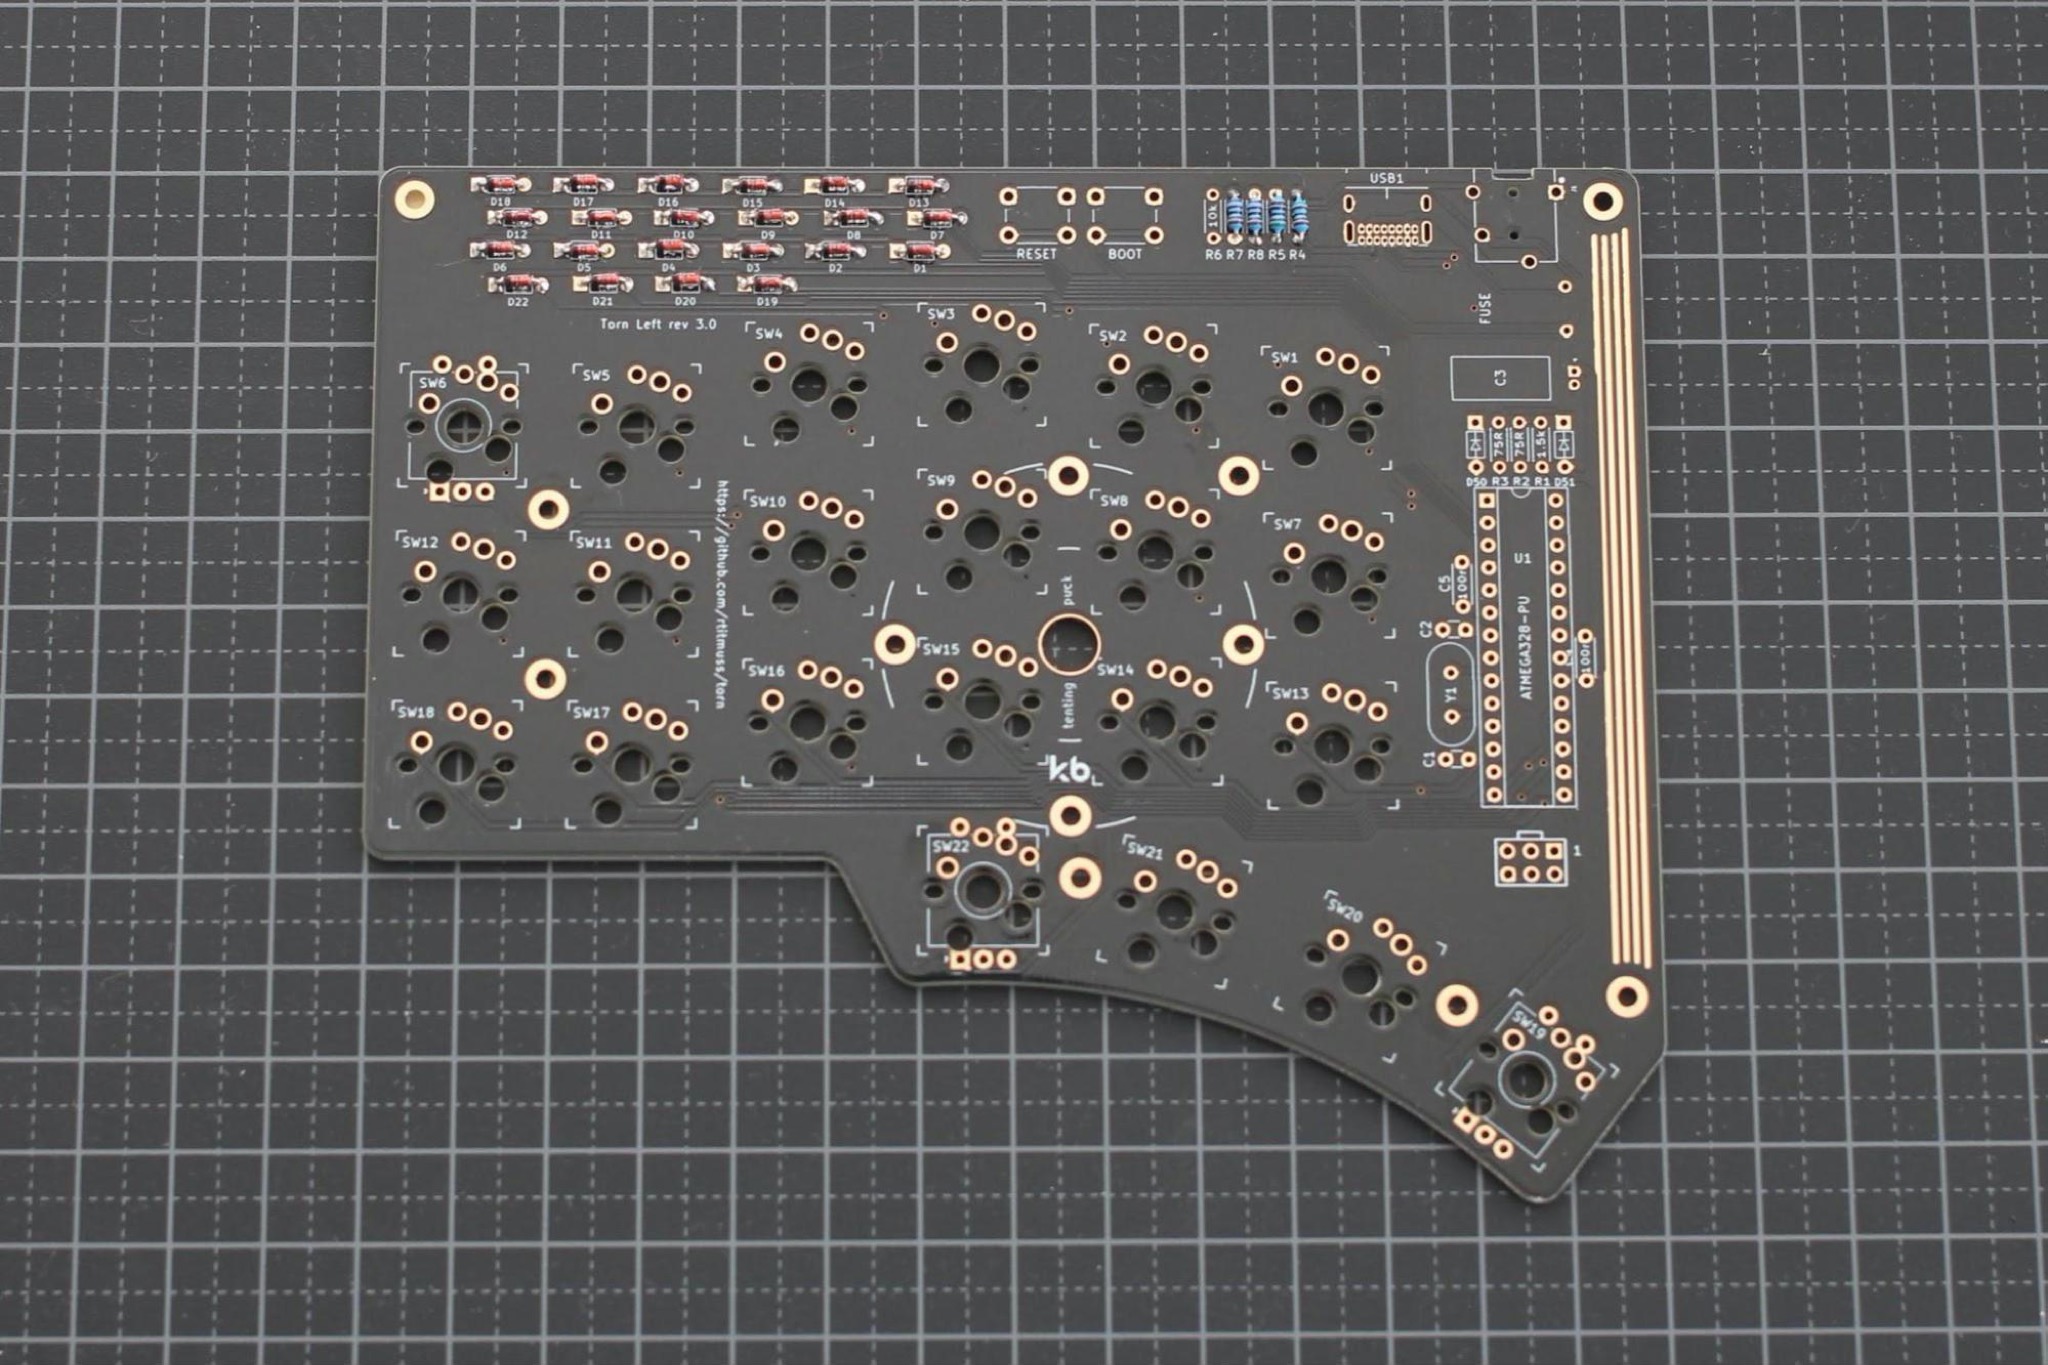 D18 D17 D16 D15 D14 D13
D12 D11 D10 D9 D8 D7
D6 D5 D4 D3 D2 D1
D22 D21 D20 D19
RESET BOOT
10k
R6 R7 R8 R5 R4
USB1
FUSE
Torn Left rev 3.0
https://github.com/rtitmuss/torn
SW6 SW5 SW4 SW3 SW2 SW1
C3
75R 75R 1.5k
D50 R3 R2 R1 D51
SW12 SW11 SW10 SW9 SW8 SW7
U1
ATMEGA328-PU
C5
100n
C2
Y1
C1
100n
tenting puck
SW18 SW17 SW16 SW15 SW14 SW13
kb
1
SW22 SW21 SW20 SW19